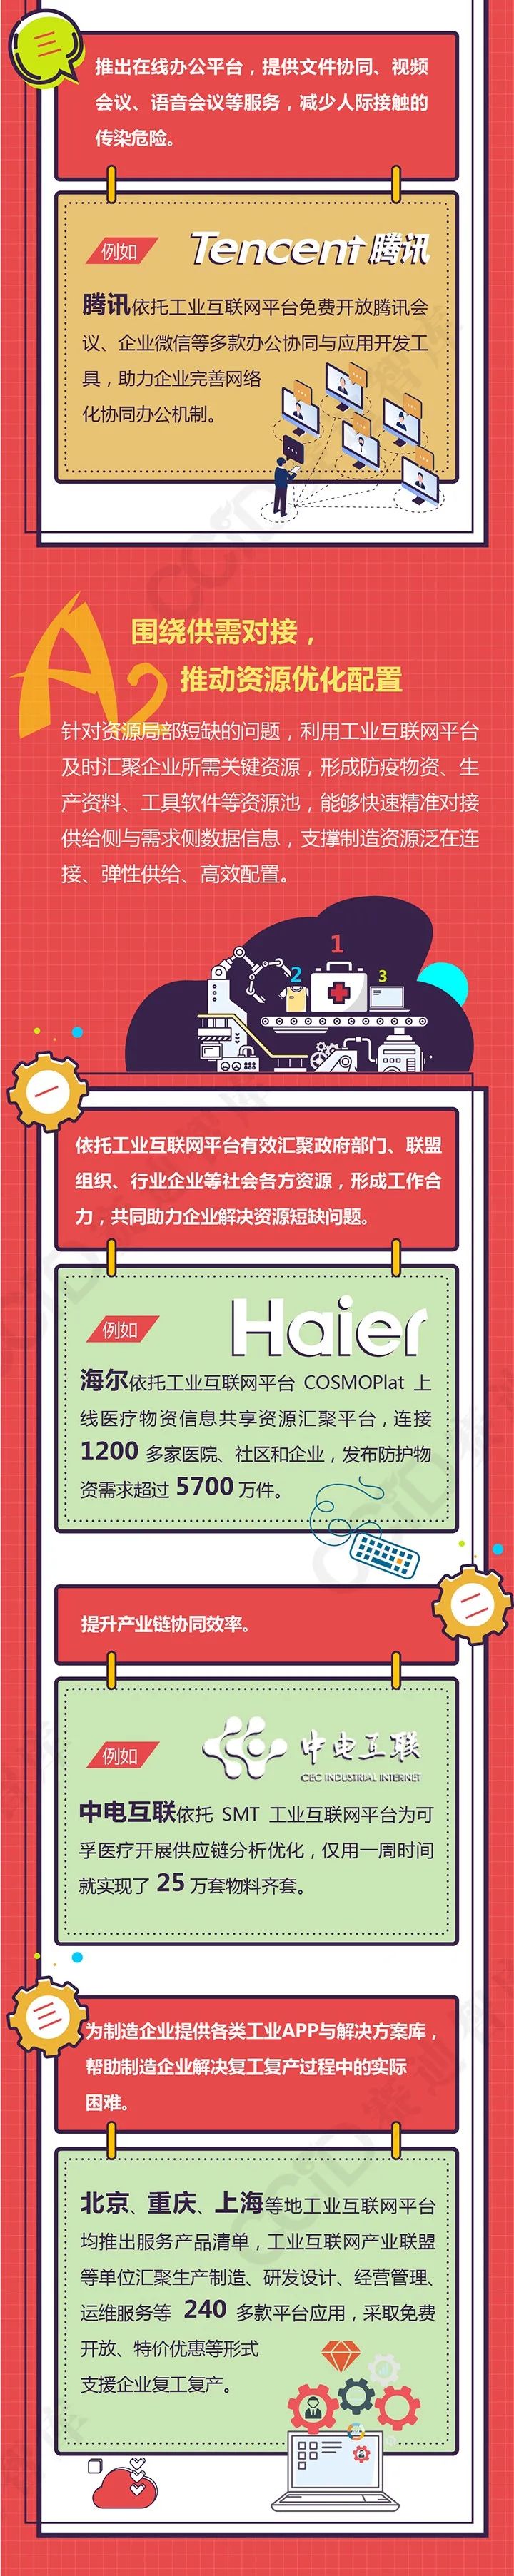 推出在线办公平台，提供文件协同、视频
会议、语音会议等服务，减少人际接触的
传染危险。
例如
Tencent 腾讯
腾讯依托工业互联网平台免费开放腾讯会
议、企业微信等多款办公协同与应用开发工
具，助力企业完善网络
化协同办公机制。
A2
围绕供需对接，
推动资源优化配置
针对资源局部短缺的问题，利用工业互联网平台
及时汇聚企业所需关键资源，形成防疫物资、生
产资料、工具软件等资源池，能够快速精准对接
供给侧与需求侧数据信息，支撑制造资源泛在连
接、弹性供给、高效配置。
1
2
3
依托工业互联网平台有效汇聚政府部门、联盟
组织、行业企业等社会各方资源，形成工作合
力，共同助力企业解决资源短缺问题。
例如
Haier
海尔依托工业互联网平台 COSMOPlat 上
线医疗物资信息共享资源汇聚平台，连接
1200 多家医院、社区和企业，发布防护物
资需求超过 5700 万件。
提升产业链协同效率。
例如
中电互联
CEC INDUSTRIAL INTERNET
中电互联依托 SMT 工业互联网平台为可
孚医疗开展供应链分析优化，仅用一周时间
就实现了 25 万套物料齐套。
为制造企业提供各类工业APP与解决方案库，
帮助制造企业解决复工复产过程中的实际
困难。
北京、重庆、上海等地工业互联网平台
均推出服务产品清单，工业互联网产业联盟
等单位汇聚生产制造、研发设计、经营管理、
运维服务等 240 多款平台应用，采取免费
开放、特价优惠等形式
支援企业复工复产。